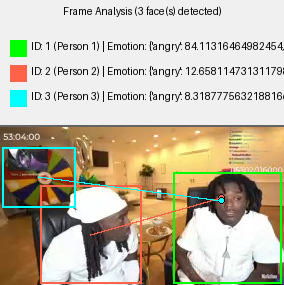 Frame Analysis (3 face(s) detected)
ID: 1 (Person 1) | Emotion: {'angry': 84.11316464982454,
ID: 2 (Person 2) | Emotion: {'angry': 12.658114731311798
ID: 3 (Person 3) | Emotion: {'angry': 8.318777563218816
53:04:00